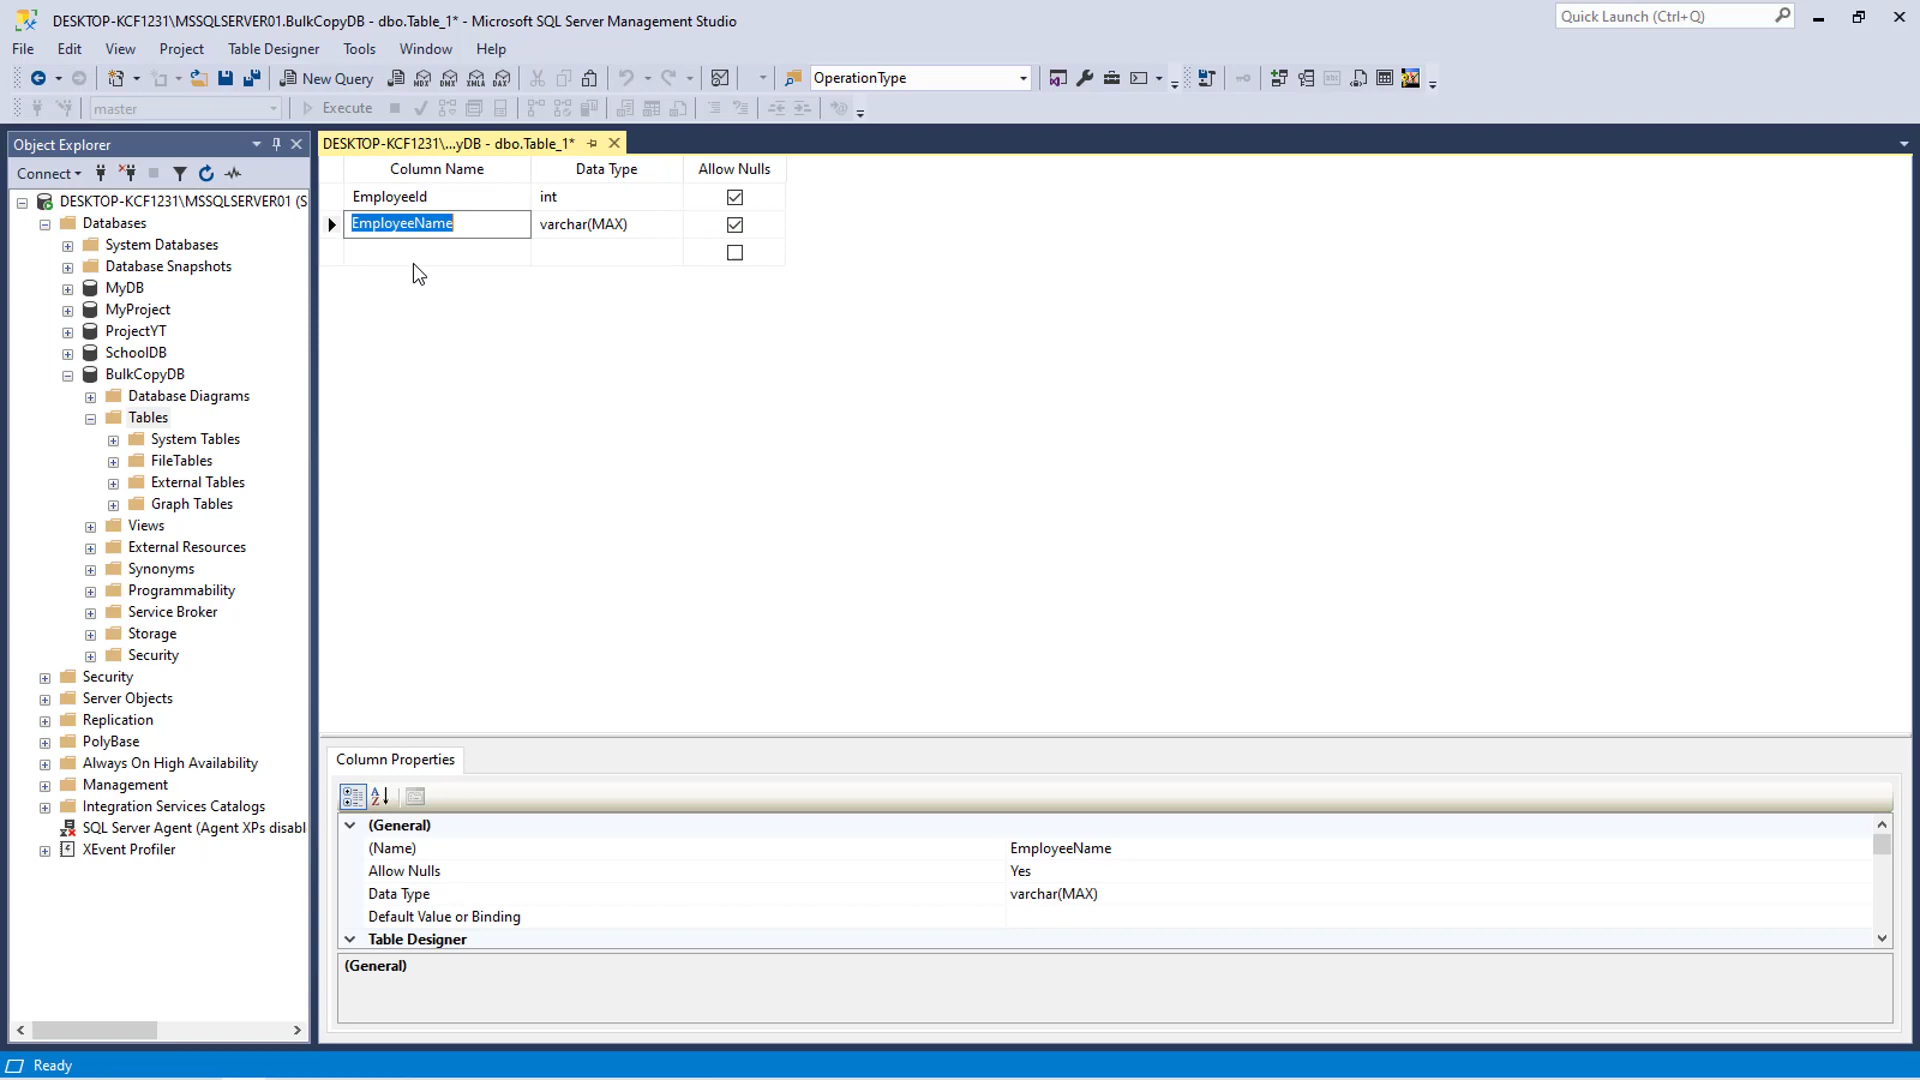 DESKTOP-KCF1231\MSSQLSERVER01.BulkCopyDB - dbo.Table_1* - Microsoft SQL Server Management Studio
Quick Launch (Ctrl+Q)
File Edit View Project Table Designer Tools Window Help
New Query MDX DMX XMLA DAX OperationType
master Execute
Object Explorer
Connect
DESKTOP-KCF1231\MSSQLSERVER01 (S
Databases
System Databases
Database Snapshots
MyDB
MyProject
ProjectYT
SchoolDB
BulkCopyDB
Database Diagrams
Tables
System Tables
FileTables
External Tables
Graph Tables
Views
External Resources
Synonyms
Programmability
Service Broker
Storage
Security
Security
Server Objects
Replication
PolyBase
Always On High Availability
Management
Integration Services Catalogs
SQL Server Agent (Agent XPs disabl
XEvent Profiler
DESKTOP-KCF1231\...yDB - dbo.Table_1*
Column Name Data Type Allow Nulls
EmployeeId int
EmployeeName varchar(MAX)
Column Properties
(General)
(Name) EmployeeName
Allow Nulls Yes
Data Type varchar(MAX)
Default Value or Binding
Table Designer
(General)
Ready